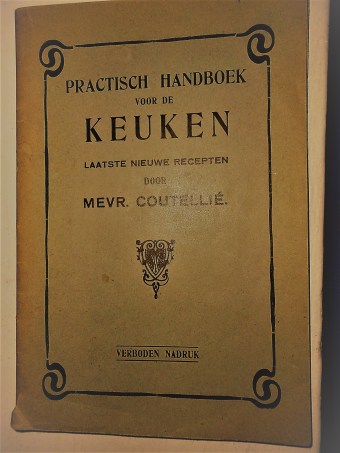 PRACTISCH HANDBOEK
VOOR DE
KEUKEN
LAATSTE NIEUWE RECEPTEN
DOOR
MEVR. COUTELLIÉ.
VERBODEN NADRUK